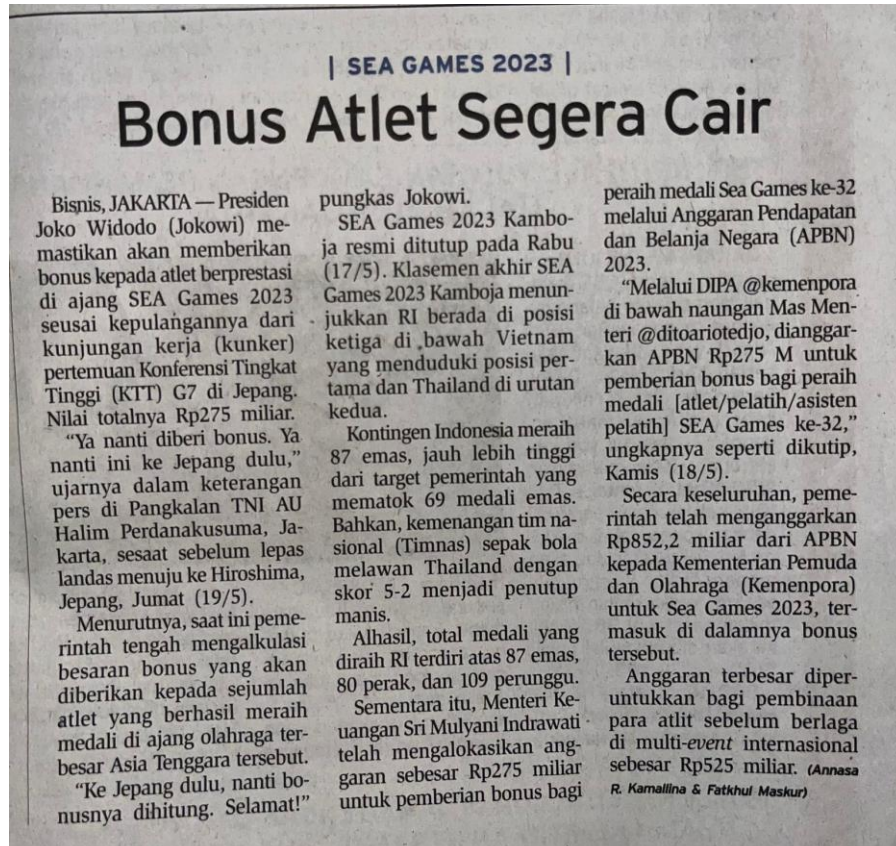 | SEA GAMES 2023 |
Bonus Atlet Segera Cair
Bisnis, JAKARTA — Presiden
Joko Widodo (Jokowi) me-
mastikan akan memberikan
bonus kepada atlet berprestasi
di ajang SEA Games 2023
seusai kepulangannya dari
kunjungan kerja (kunker)
pertemuan Konferensi Tingkat
Tinggi (KTT) G7 di Jepang.
Nilai totalnya Rp275 miliar.
“Ya nanti diberi bonus. Ya
nanti ini ke Jepang dulu,”
ujarnya dalam keterangan
pers di Pangkalan TNI AU
Halim Perdanakusuma, Ja-
karta, sesaat sebelum lepas
landas menuju ke Hiroshima,
Jepang, Jumat (19/5).
Menurutnya, saat ini peme-
rintah tengah mengalkulasi
besaran bonus yang akan
diberikan kepada sejumlah
atlet yang berhasil meraih
medali di ajang olahraga ter-
besar Asia Tenggara tersebut.
“Ke Jepang dulu, nanti bo-
nusnya dihitung. Selamat!”
pungkas Jokowi.
SEA Games 2023 Kambo-
ja resmi ditutup pada Rabu
(17/5). Klasemen akhir SEA
Games 2023 Kamboja menun-
jukkan RI berada di posisi
ketiga di bawah Vietnam
yang menduduki posisi per-
tama dan Thailand di urutan
kedua.
Kontingen Indonesia meraih
87 emas, jauh lebih tinggi
dari target pemerintah yang
mematok 69 medali emas.
Bahkan, kemenangan tim na-
sional (Timnas) sepak bola
melawan Thailand dengan
skor 5-2 menjadi penutup
manis.
Alhasil, total medali yang
diraih RI terdiri atas 87 emas,
80 perak, dan 109 perunggu.
Sementara itu, Menteri Ke-
uangan Sri Mulyani Indrawati
telah mengalokasikan ang-
garan sebesar Rp275 miliar
untuk pemberian bonus bagi
peraih medali Sea Games ke-32
melalui Anggaran Pendapatan
dan Belanja Negara (APBN)
2023.
“Melalui DIPA @kemenpora
di bawah naungan Mas Men-
teri @ditoariotedjo, dianggar-
kan APBN Rp275 M untuk
pemberian bonus bagi peraih
medali [atlet/pelatih/asisten
pelatih] SEA Games ke-32,”
ungkapnya seperti dikutip,
Kamis (18/5).
Secara keseluruhan, peme-
rintah telah menganggarkan
Rp852,2 miliar dari APBN
kepada Kementerian Pemuda
dan Olahraga (Kemenpora)
untuk Sea Games 2023, ter-
masuk di dalamnya bonus
tersebut.
Anggaran terbesar diper-
untukkan bagi pembinaan
para atlit sebelum berlaga
di multi-event internasional
sebesar Rp525 miliar. (Annasa
R. Kamallina & Fatkhul Maskur)